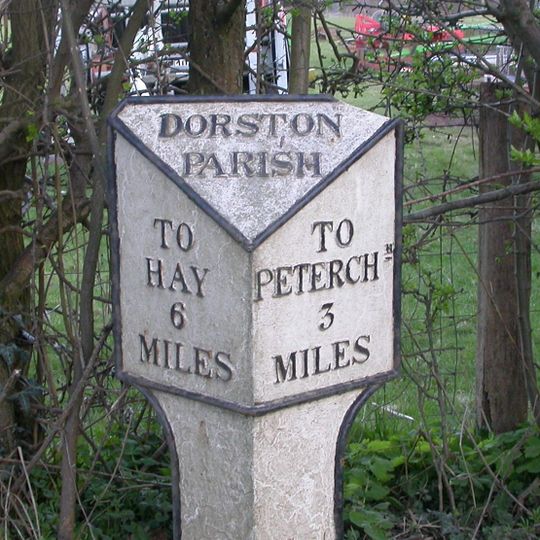 DORSTON
PARISH
TO
HAY
6
MILES
TO
PETERCH H
3
MILES